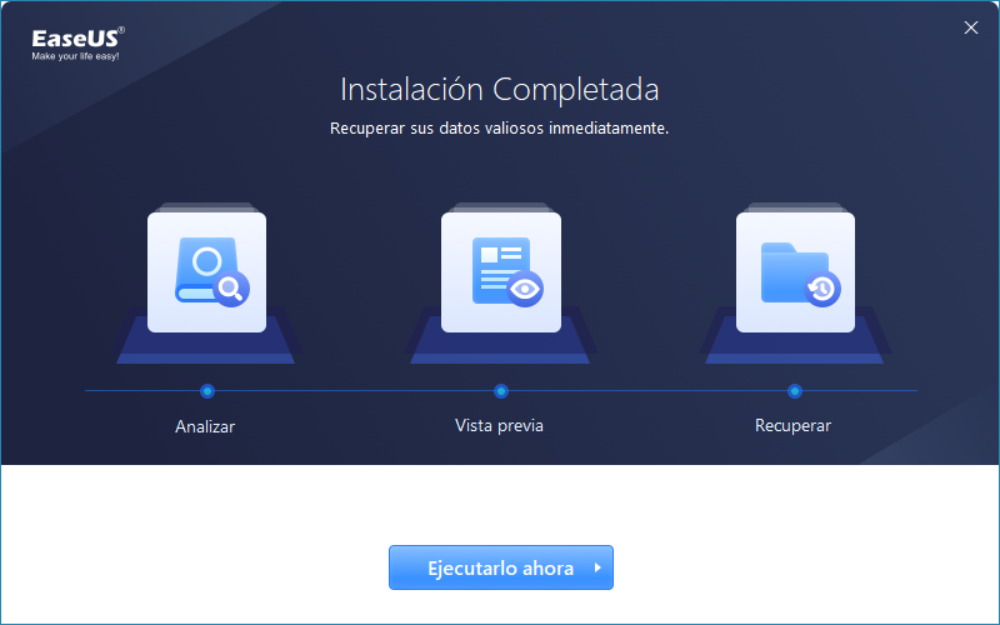 EaseUS®
Make your life easy!
Instalación Completada
Recuperar sus datos valiosos inmediatamente.
Analizar
Vista previa
Recuperar
Ejecutarlo ahora